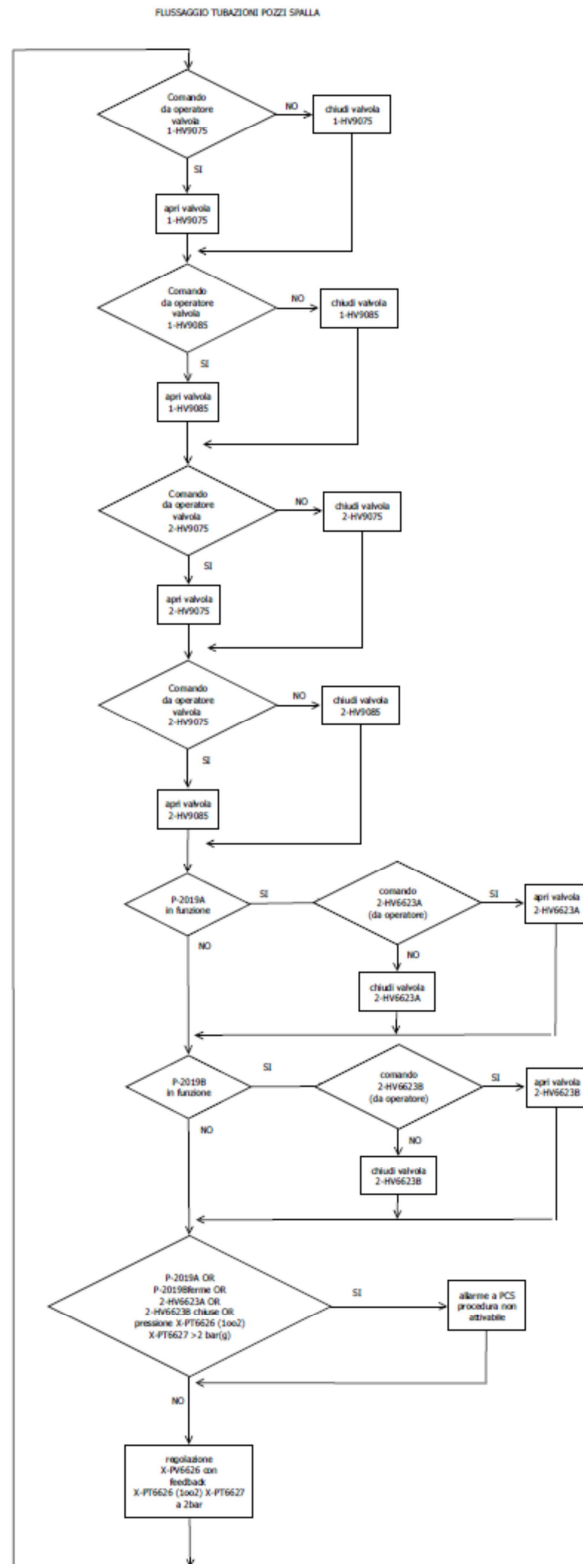 FLUSSAGGIO TUBAZIONI POZZI SPALLA
Comando
da operatore
valvola
1-HV9075
NO
chiudi valvola
1-HV9075
SI
apri valvola
1-HV9075
Comando
da operatore
valvola
1-HV9085
NO
chiudi valvola
1-HV9085
SI
apri valvola
1-HV9085
Comando
da operatore
valvola
2-HV9075
NO
chiudi valvola
2-HV9075
SI
apri valvola
2-HV9075
Comando
da operatore
valvola
2-HV9075
NO
chiudi valvola
2-HV9085
SI
apri valvola
2-HV9085
P-2019A
in funzione
SI
comando
2-HV6623A
(da operatore)
SI
apri valvola
2-HV6623A
NO
NO
chiudi valvola
2-HV6623A
P-2019B
in funzione
SI
comando
2-HV6623B
(da operatore)
SI
apri valvola
2-HV6623B
NO
NO
chiudi valvola
2-HV6623B
P-2019A OR
P-2019Bferme OR
2-HV6623A OR
2-HV6623B chiuse OR
pressione X-PT6626 (1oo2)
X-PT6627 >2 bar(g)
SI
allarme a PCS
procedura non
attivabile
NO
regolazione
X-PV6626 con
feedback
X-PT6626 (1oo2) X-PT6627
a 2bar